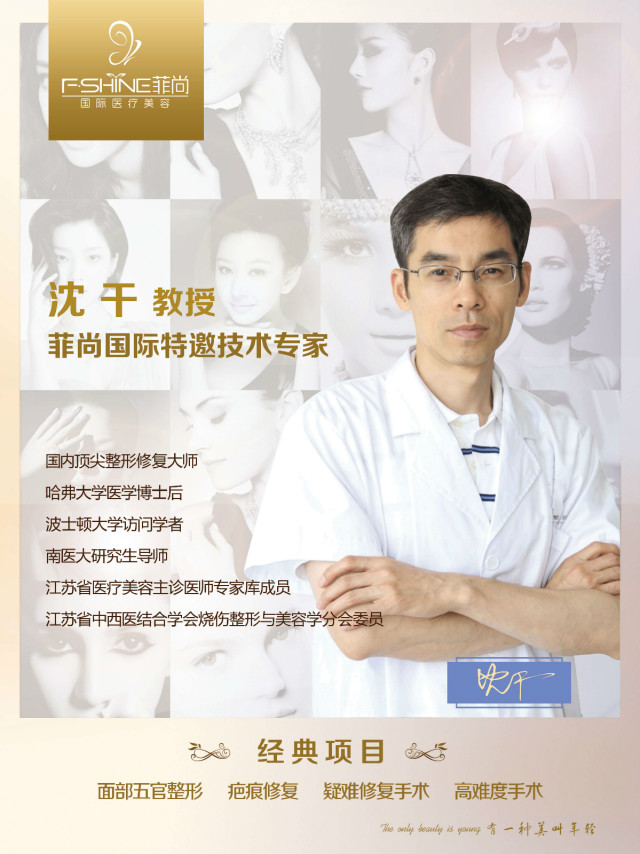 F·SHINE菲尚
国际医疗美容
沈 干 教授
菲尚国际特邀技术专家
国内顶尖整形修复大师
哈弗大学医学博士后
波士顿大学访问学者
南医大研究生导师
江苏省医疗美容主诊医师专家库成员
江苏省中西医结合学会烧伤整形与美容学分会委员
沈干
经典项目
面部五官整形 疤痕修复 疑难修复手术 高难度手术
The only beauty is young 有一种美叫年轻